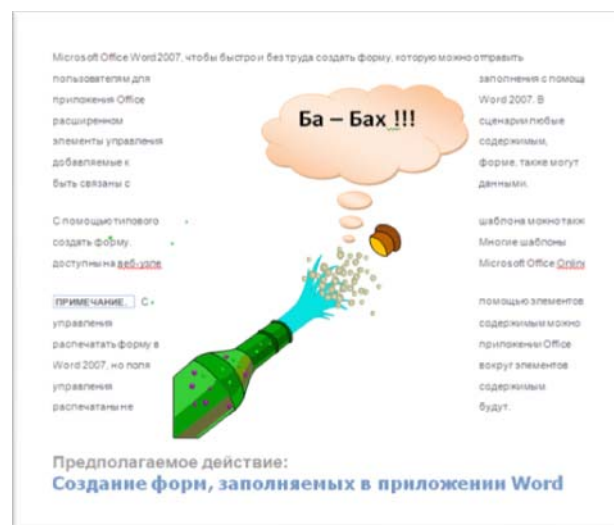 Microsoft Office Word 2007, чтобы быстро и без труда создать форму, которую можно отправить
пользователям для заполнения с помощ
приложения Office Word 2007. В
расширенном сценарии любые
элементы управления содержимым,
добавляемые к форме, также могут
быть связаны с данными.
Ба – Бах !!!
С помощью типового шаблона можно такж
создать форму. Многие шаблоны
доступны на веб-узле Microsoft Office Online
ПРИМЕЧАНИЕ. С помощью элементов
управления содержимым можно
распечатать форму в приложении Office
Word 2007, но поля вокруг элементов
управления содержимым
распечатаны не будут.
Предполагаемое действие:
Создание форм, заполняемых в приложении Word